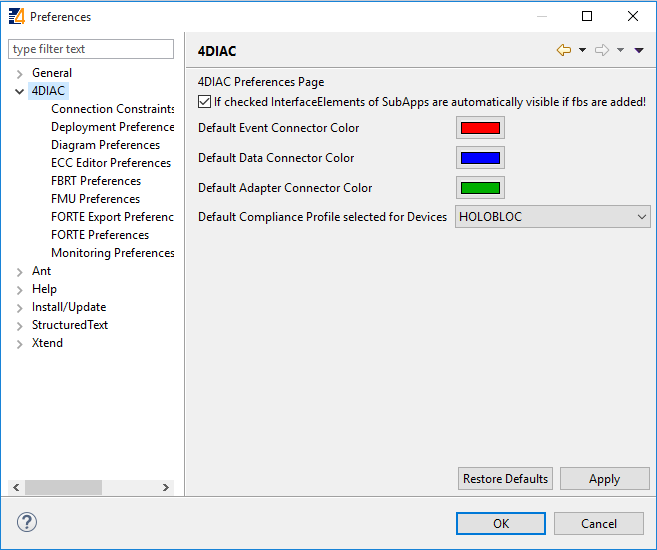 Preferences
type filter text
General
4DIAC
Connection Constraints
Deployment Preference
Diagram Preferences
ECC Editor Preferences
FBRT Preferences
FMU Preferences
FORTE Export Preferenc
FORTE Preferences
Monitoring Preferences
Ant
Help
Install/Update
StructuredText
Xtend
4DIAC
4DIAC Preferences Page
If checked InterfaceElements of SubApps are automatically visible if fbs are added!
Default Event Connector Color
Default Data Connector Color
Default Adapter Connector Color
Default Compliance Profile selected for Devices HOLOBLOC
Restore Defaults Apply
? OK Cancel